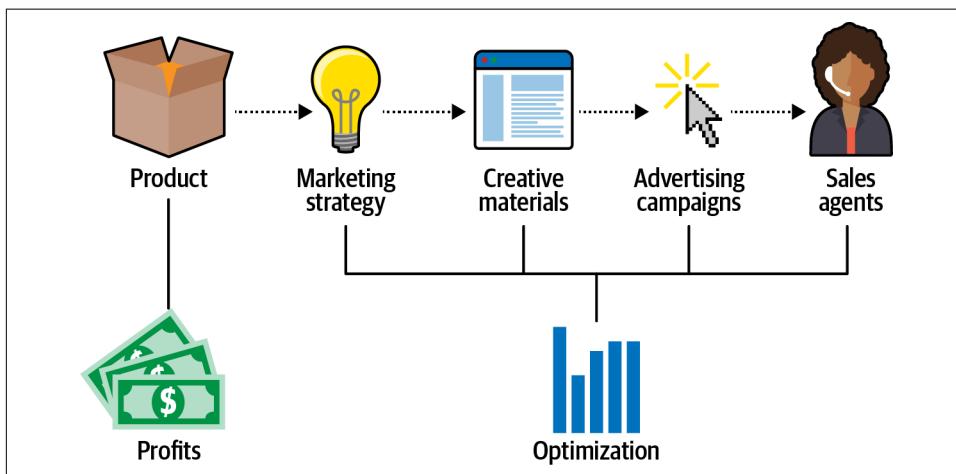 Product
Marketing
strategy
Creative
materials
Advertising
campaigns
Sales
agents
$
$
$
Profits
Optimization